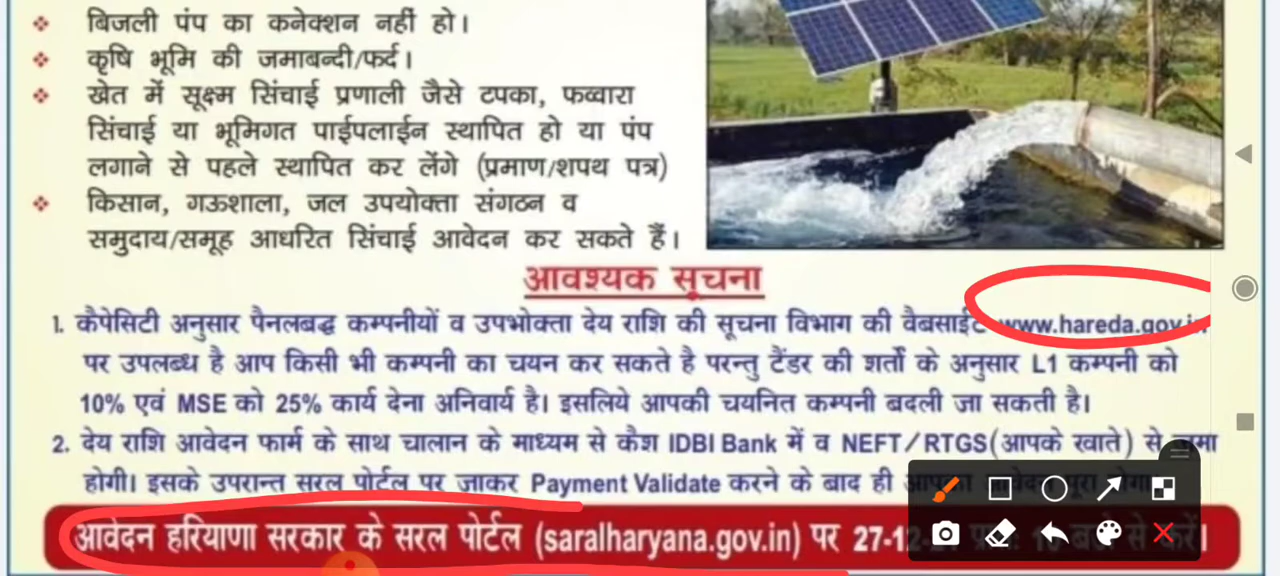 बिजली पंप का कनेक्शन नहीं हो।
कृषि भूमि की जमाबन्दी/फर्द।
खेत में सूक्ष्म सिंचाई प्रणाली जैसे टपका, फव्वारा
सिंचाई या भूमिगत पाईपलाईन स्थापित हो या पंप
लगाने से पहले स्थापित कर लेंगे (प्रमाण/शपथ पत्र)
किसान, गऊशाला, जल उपयोक्ता संगठन व
समुदाय/समूह आधरित सिंचाई आवेदन कर सकते हैं।
आवश्यक सूचना
1. कैपेसिटी अनुसार पैनलबद्ध कम्पनीयों व उपभोक्ता देय राशि की सूचना विभाग की वैबसाईट www.hareda.gov.in
पर उपलब्ध है आप किसी भी कम्पनी का चयन कर सकते है परन्तु टैंडर की शर्तों के अनुसार L1 कम्पनी को
10% एवं MSE को 25% कार्य देना अनिवार्य है। इसलिये आपकी चयनित कम्पनी बदली जा सकती है।
2. देय राशि आवेदन फार्म के साथ चालान के माध्यम से कैश IDBI Bank में व NEFT/RTGS(आपके खाते) से जमा
होगी। इसके उपरान्त सरल पोर्टल पर जाकर Payment Validate करने के बाद ही
आवेदन हरियाणा सरकार के सरल पोर्टल (saralharyana.gov.in) पर से करें।